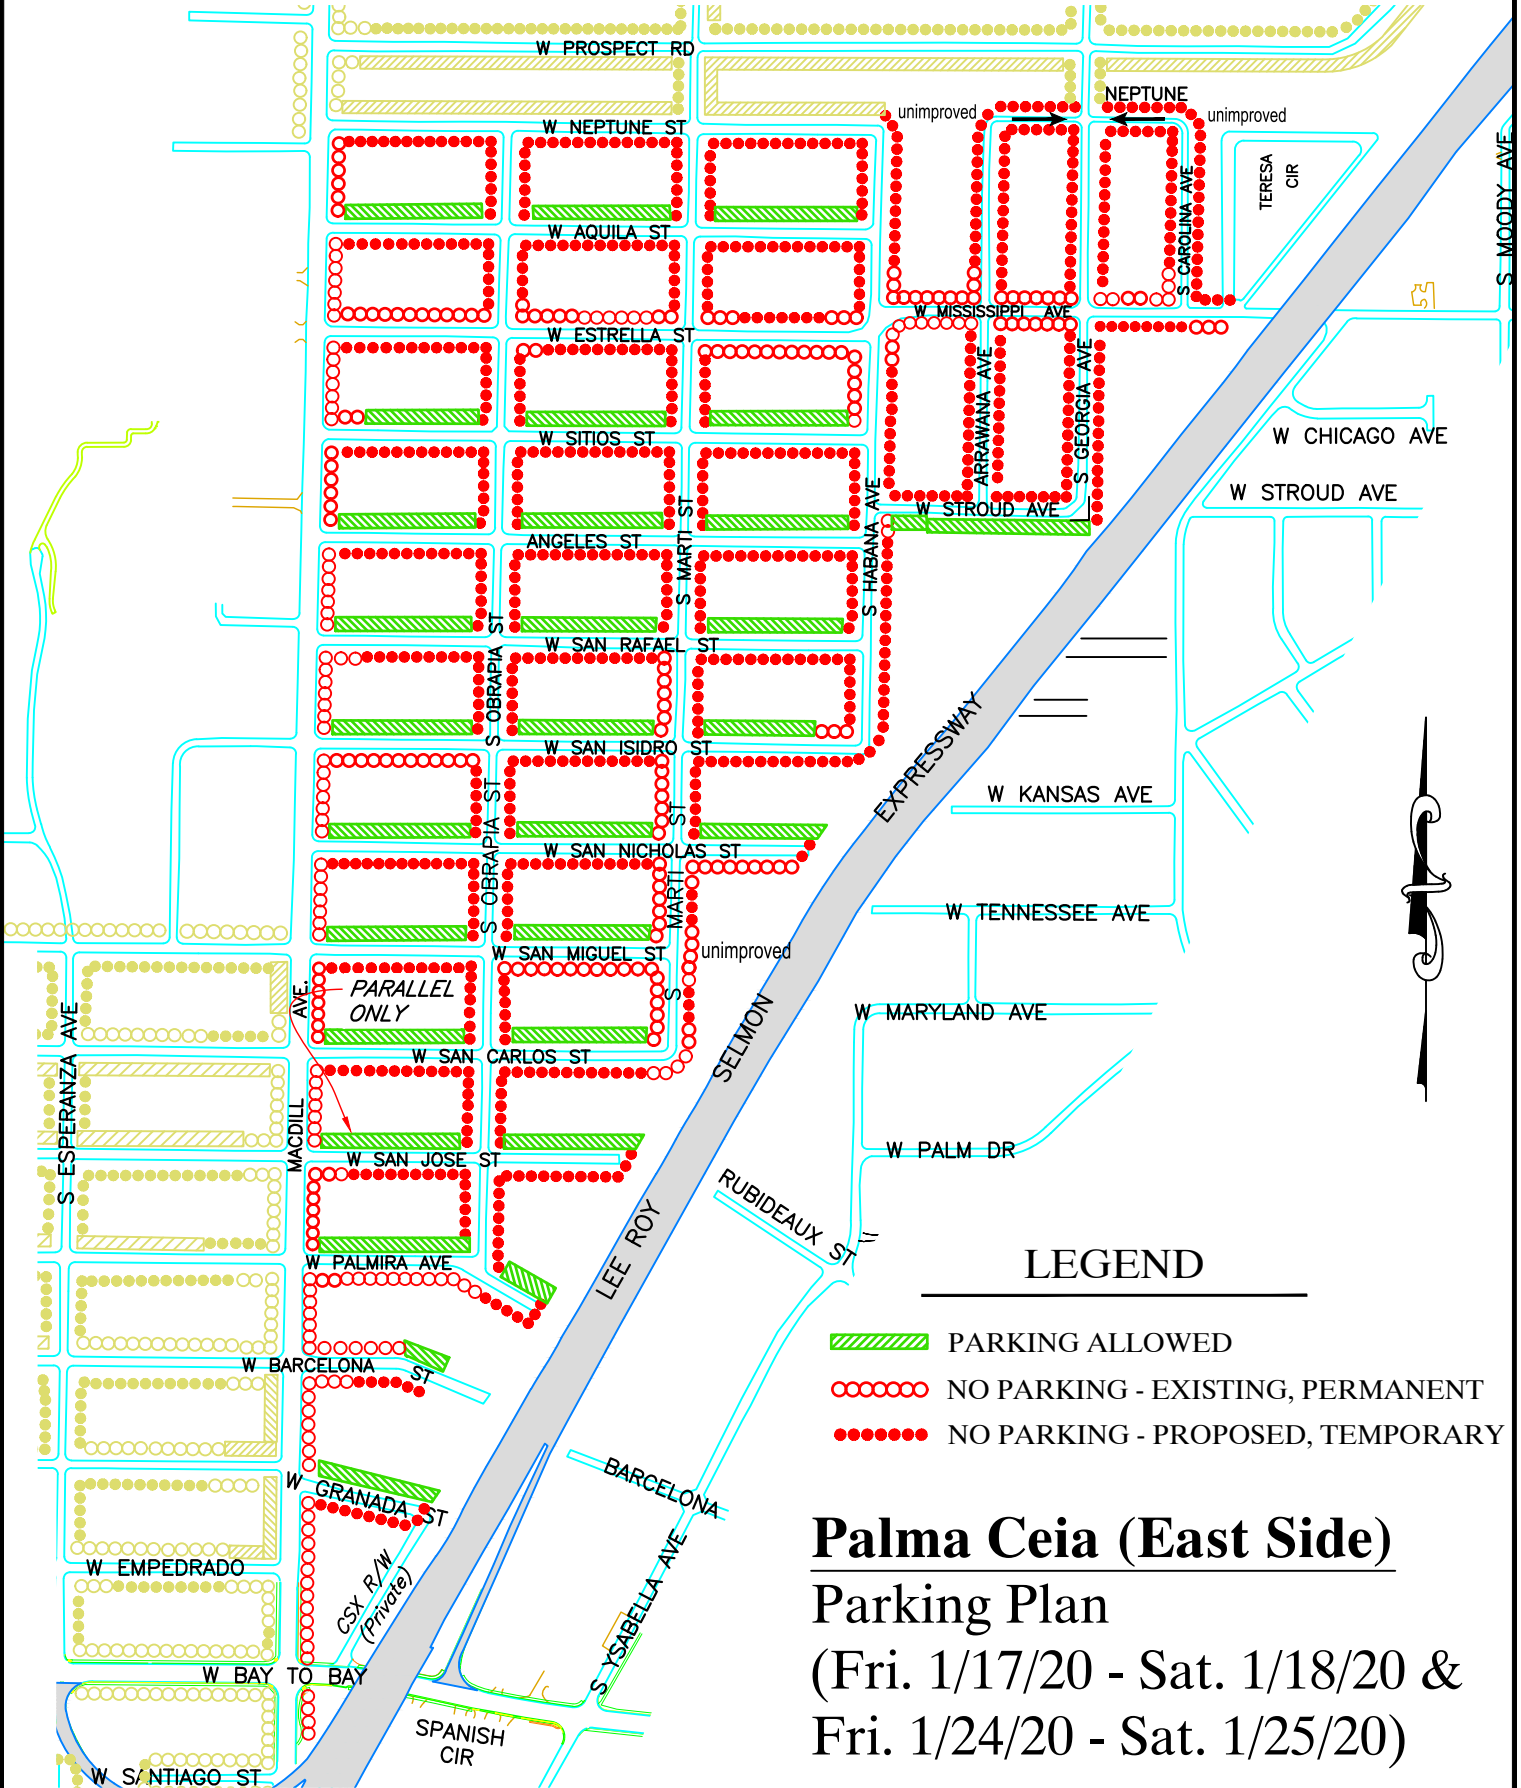 W PROSPECT RD
NEPTUNE
unimproved
unimproved
W NEPTUNE ST
TERESA
CIR
S MOODY AVE
S CAROLINA AVE
W AQUILA ST
W MISSISSIPPI AVE
W ESTRELLA ST
ARRAWANA AVE
S GEORGIA AVE
W SITIOS ST
W CHICAGO AVE
W STROUD AVE
W STROUD AVE
S MARTI ST
S HABANA AVE
ANGELES ST
S OBRAPIA ST
W SAN RAFAEL ST
W SAN ISIDRO ST
EXPRESSWAY
W KANSAS AVE
S OBRAPIA ST
S MARTI ST
W SAN NICHOLAS ST
W TENNESSEE AVE
W SAN MIGUEL ST
unimproved
PARALLEL
ONLY
MACDILL AVE.
S ESPERANZA AVE
SELMON
W MARYLAND AVE
W SAN CARLOS ST
W PALM DR
W SAN JOSE ST
RUBIDEAUX ST
LEE ROY
W PALMIRA AVE
LEGEND
PARKING ALLOWED
NO PARKING - EXISTING, PERMANENT
NO PARKING - PROPOSED, TEMPORARY
W BARCELONA ST
BARCELONA
W GRANADA ST
W EMPEDRADO
CSX R/W
(Private)
S YSABELLA AVE
W BAY TO BAY
SPANISH
CIR
W SANTIAGO ST
Palma Ceia (East Side)
Parking Plan
(Fri. 1/17/20 - Sat. 1/18/20 &
Fri. 1/24/20 - Sat. 1/25/20)